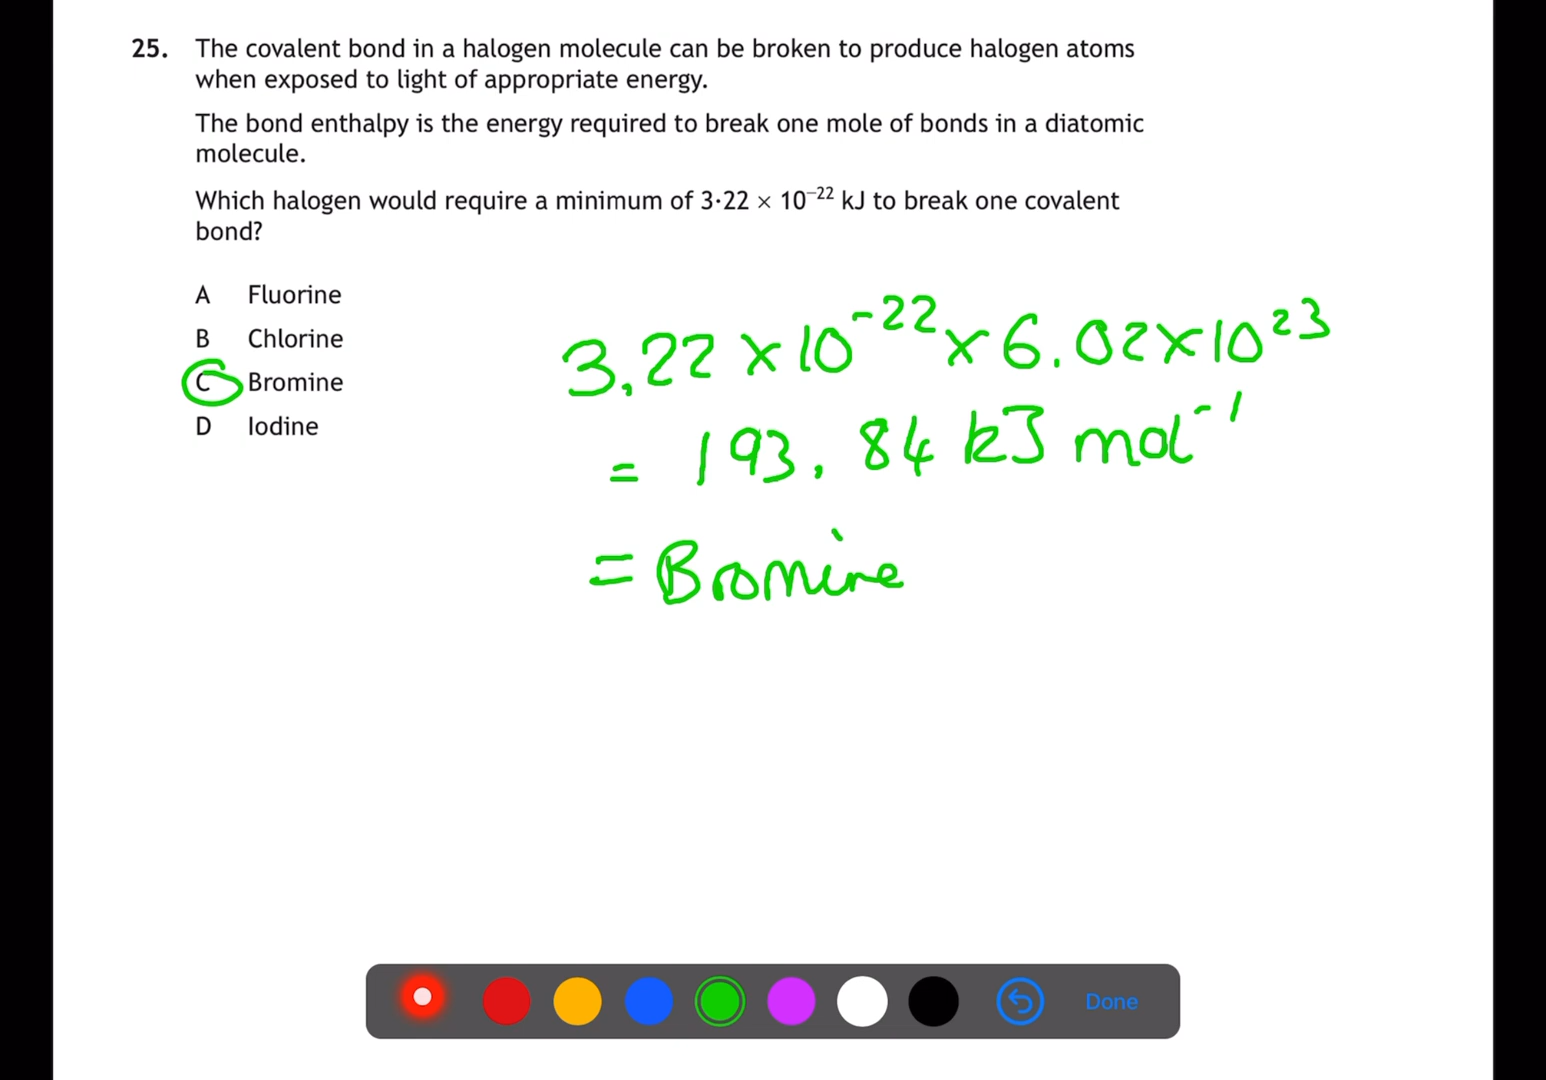 25. The covalent bond in a halogen molecule can be broken to produce halogen atoms
when exposed to light of appropriate energy.
The bond enthalpy is the energy required to break one mole of bonds in a diatomic
molecule.
Which halogen would require a minimum of 3·22 × 10⁻²² kJ to break one covalent
bond?
A Fluorine
B Chlorine
C Bromine
D Iodine
3.22 × 10⁻²² × 6.02 × 10²³
= 193.84 kJ mol⁻¹
= Bromine
Done